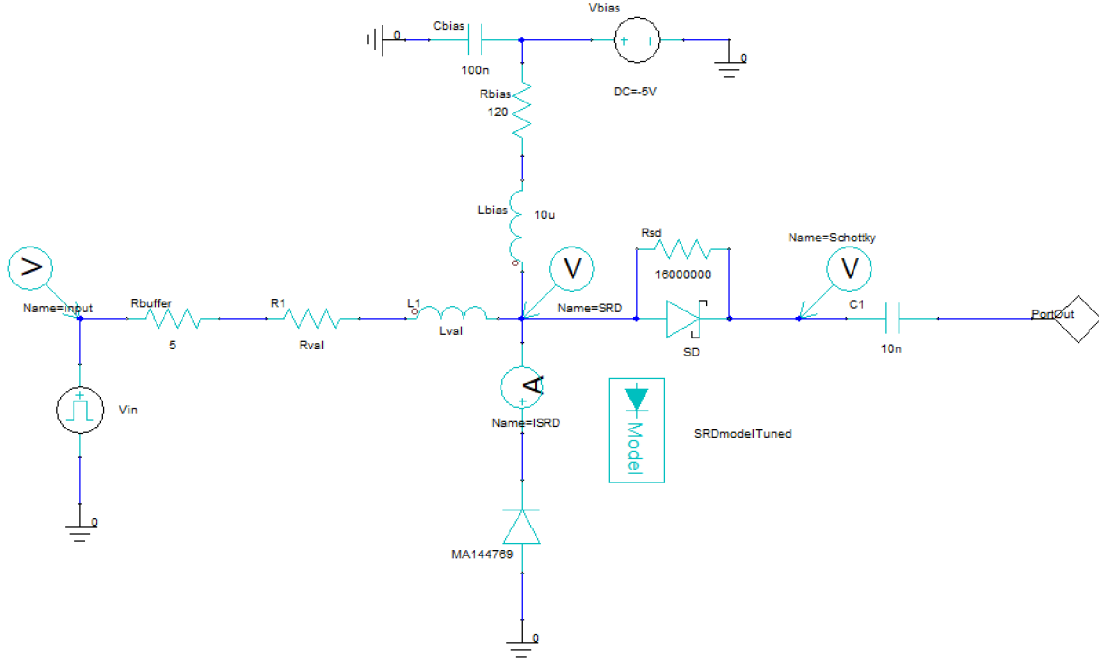 Vbias
Cbias
0
100n
0
DC=-5V
Rbias
120
Lbias
10u
Rsd
16000000
Name=Schottky
V
V
V
Name=Input
Rbuffer
5
R1
Rval
L1
Lval
Name=SRD
SD
C1
10n
PortOut
A
Name=ISRD
Vin
Model
SRDmodelTuned
0
MA144769
0